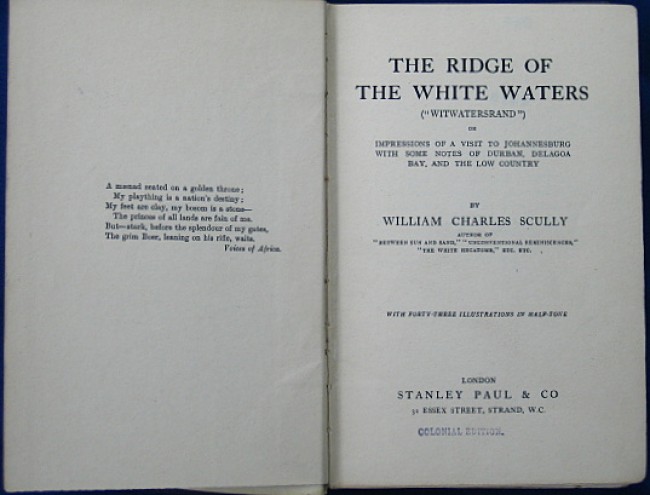 A mænad seated on a golden throne;
My plaything is a nation's destiny;
My feet are clay, my bosom is a stone—
The princes of all lands are fain of me.
But—stark, before the splendour of my gates,
The grim Boer, leaning on his rifle, waits.
Voices of Africa.
THE RIDGE OF
THE WHITE WATERS
("WITWATERSRAND")
OR
IMPRESSIONS OF A VISIT TO JOHANNESBURG
WITH SOME NOTES OF DURBAN, DELAGOA
BAY, AND THE LOW COUNTRY
BY
WILLIAM CHARLES SCULLY
AUTHOR OF
"BETWEEN SUN AND SAND," "UNCONVENTIONAL REMINISCENCES,"
"THE WHITE HECATOMB," ETC. ETC.
WITH FORTY-THREE ILLUSTRATIONS IN HALF-TONE
LONDON
STANLEY PAUL & CO
31 ESSEX STREET, STRAND, W.C.
COLONIAL EDITION.